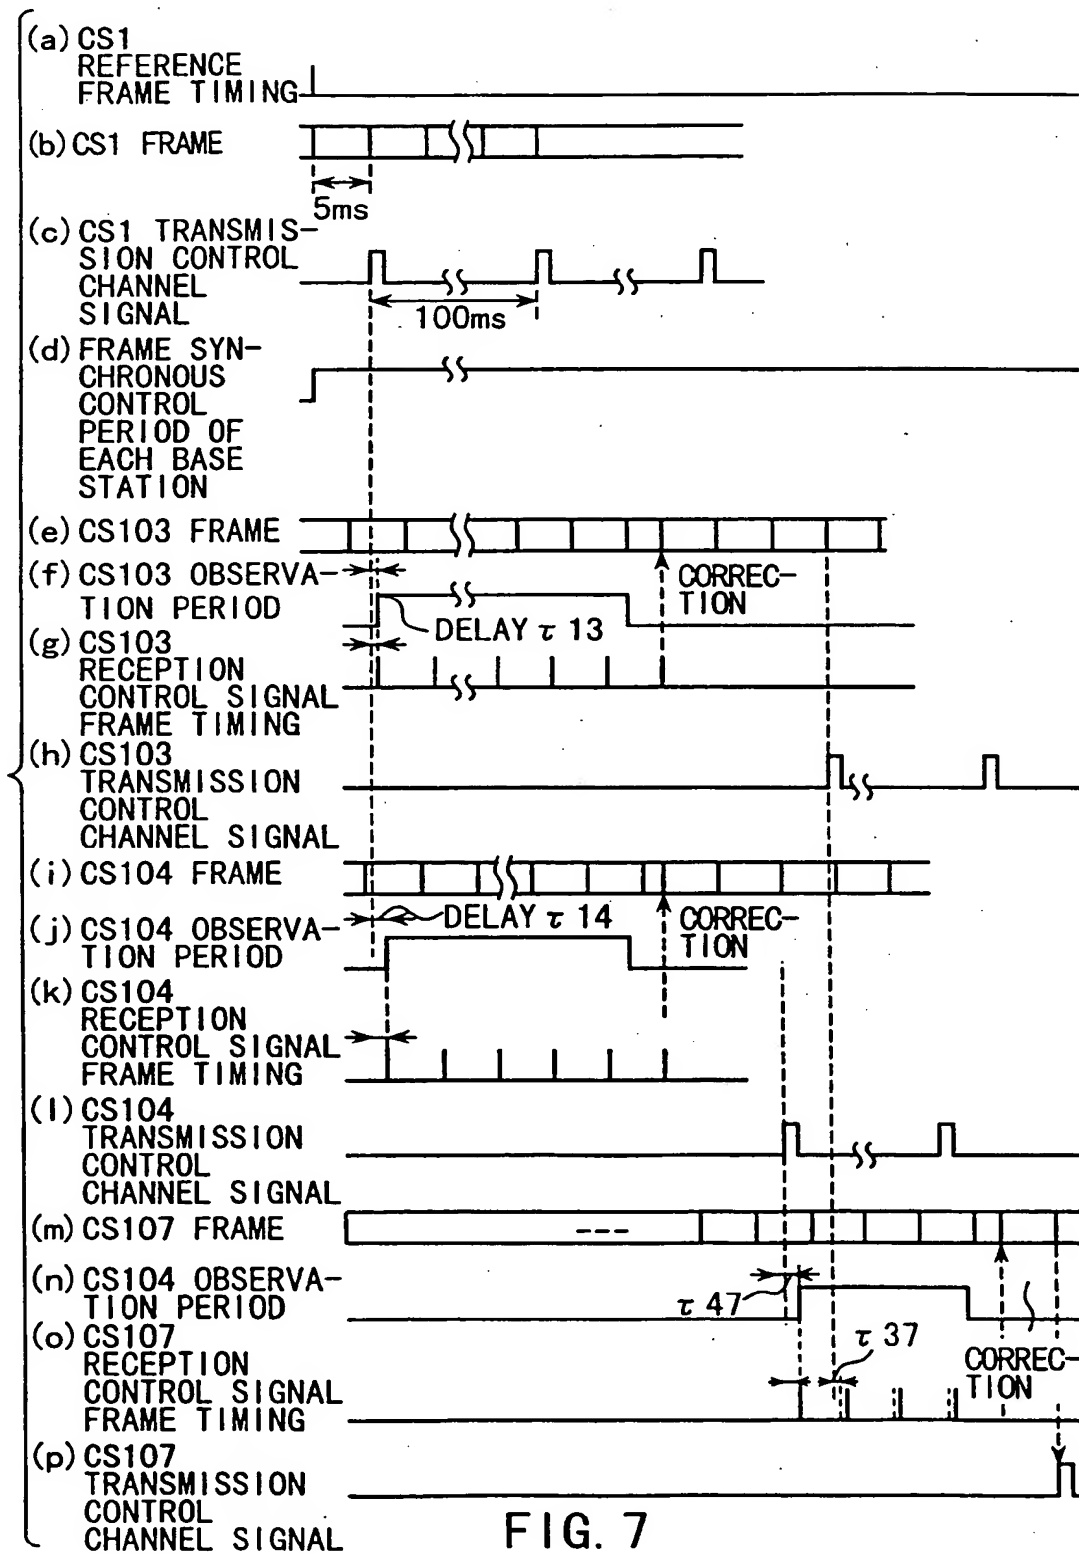 (a) CS1
REFERENCE
FRAME TIMING
(b) CS1 FRAME
5ms
(c) CS1 TRANSMIS-
SION CONTROL
CHANNEL
SIGNAL
100ms
(d) FRAME SYN-
CHRONOUS
CONTROL
PERIOD OF
EACH BASE
STATION
(e) CS103 FRAME
(f) CS103 OBSERVA-
TION PERIOD
CORREC-
TION
DELAY τ 13
(g) CS103
RECEPTION
CONTROL SIGNAL
FRAME TIMING
(h) CS103
TRANSMISSION
CONTROL
CHANNEL SIGNAL
(i) CS104 FRAME
DELAY τ 14
CORREC-
TION
(j) CS104 OBSERVA-
TION PERIOD
(k) CS104
RECEPTION
CONTROL SIGNAL
FRAME TIMING
(l) CS104
TRANSMISSION
CONTROL
CHANNEL SIGNAL
(m) CS107 FRAME
(n) CS104 OBSERVA-
TION PERIOD
τ 47
(o) CS107
RECEPTION
CONTROL SIGNAL
FRAME TIMING
τ 37
CORREC-
TION
(p) CS107
TRANSMISSION
CONTROL
CHANNEL SIGNAL
FIG. 7